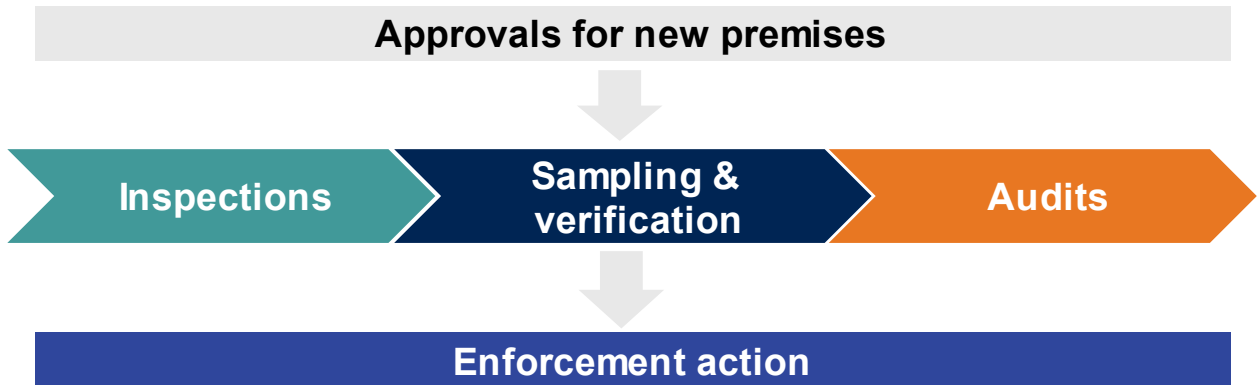 Approvals for new premises
Inspections
Sampling &
verification
Audits
Enforcement action